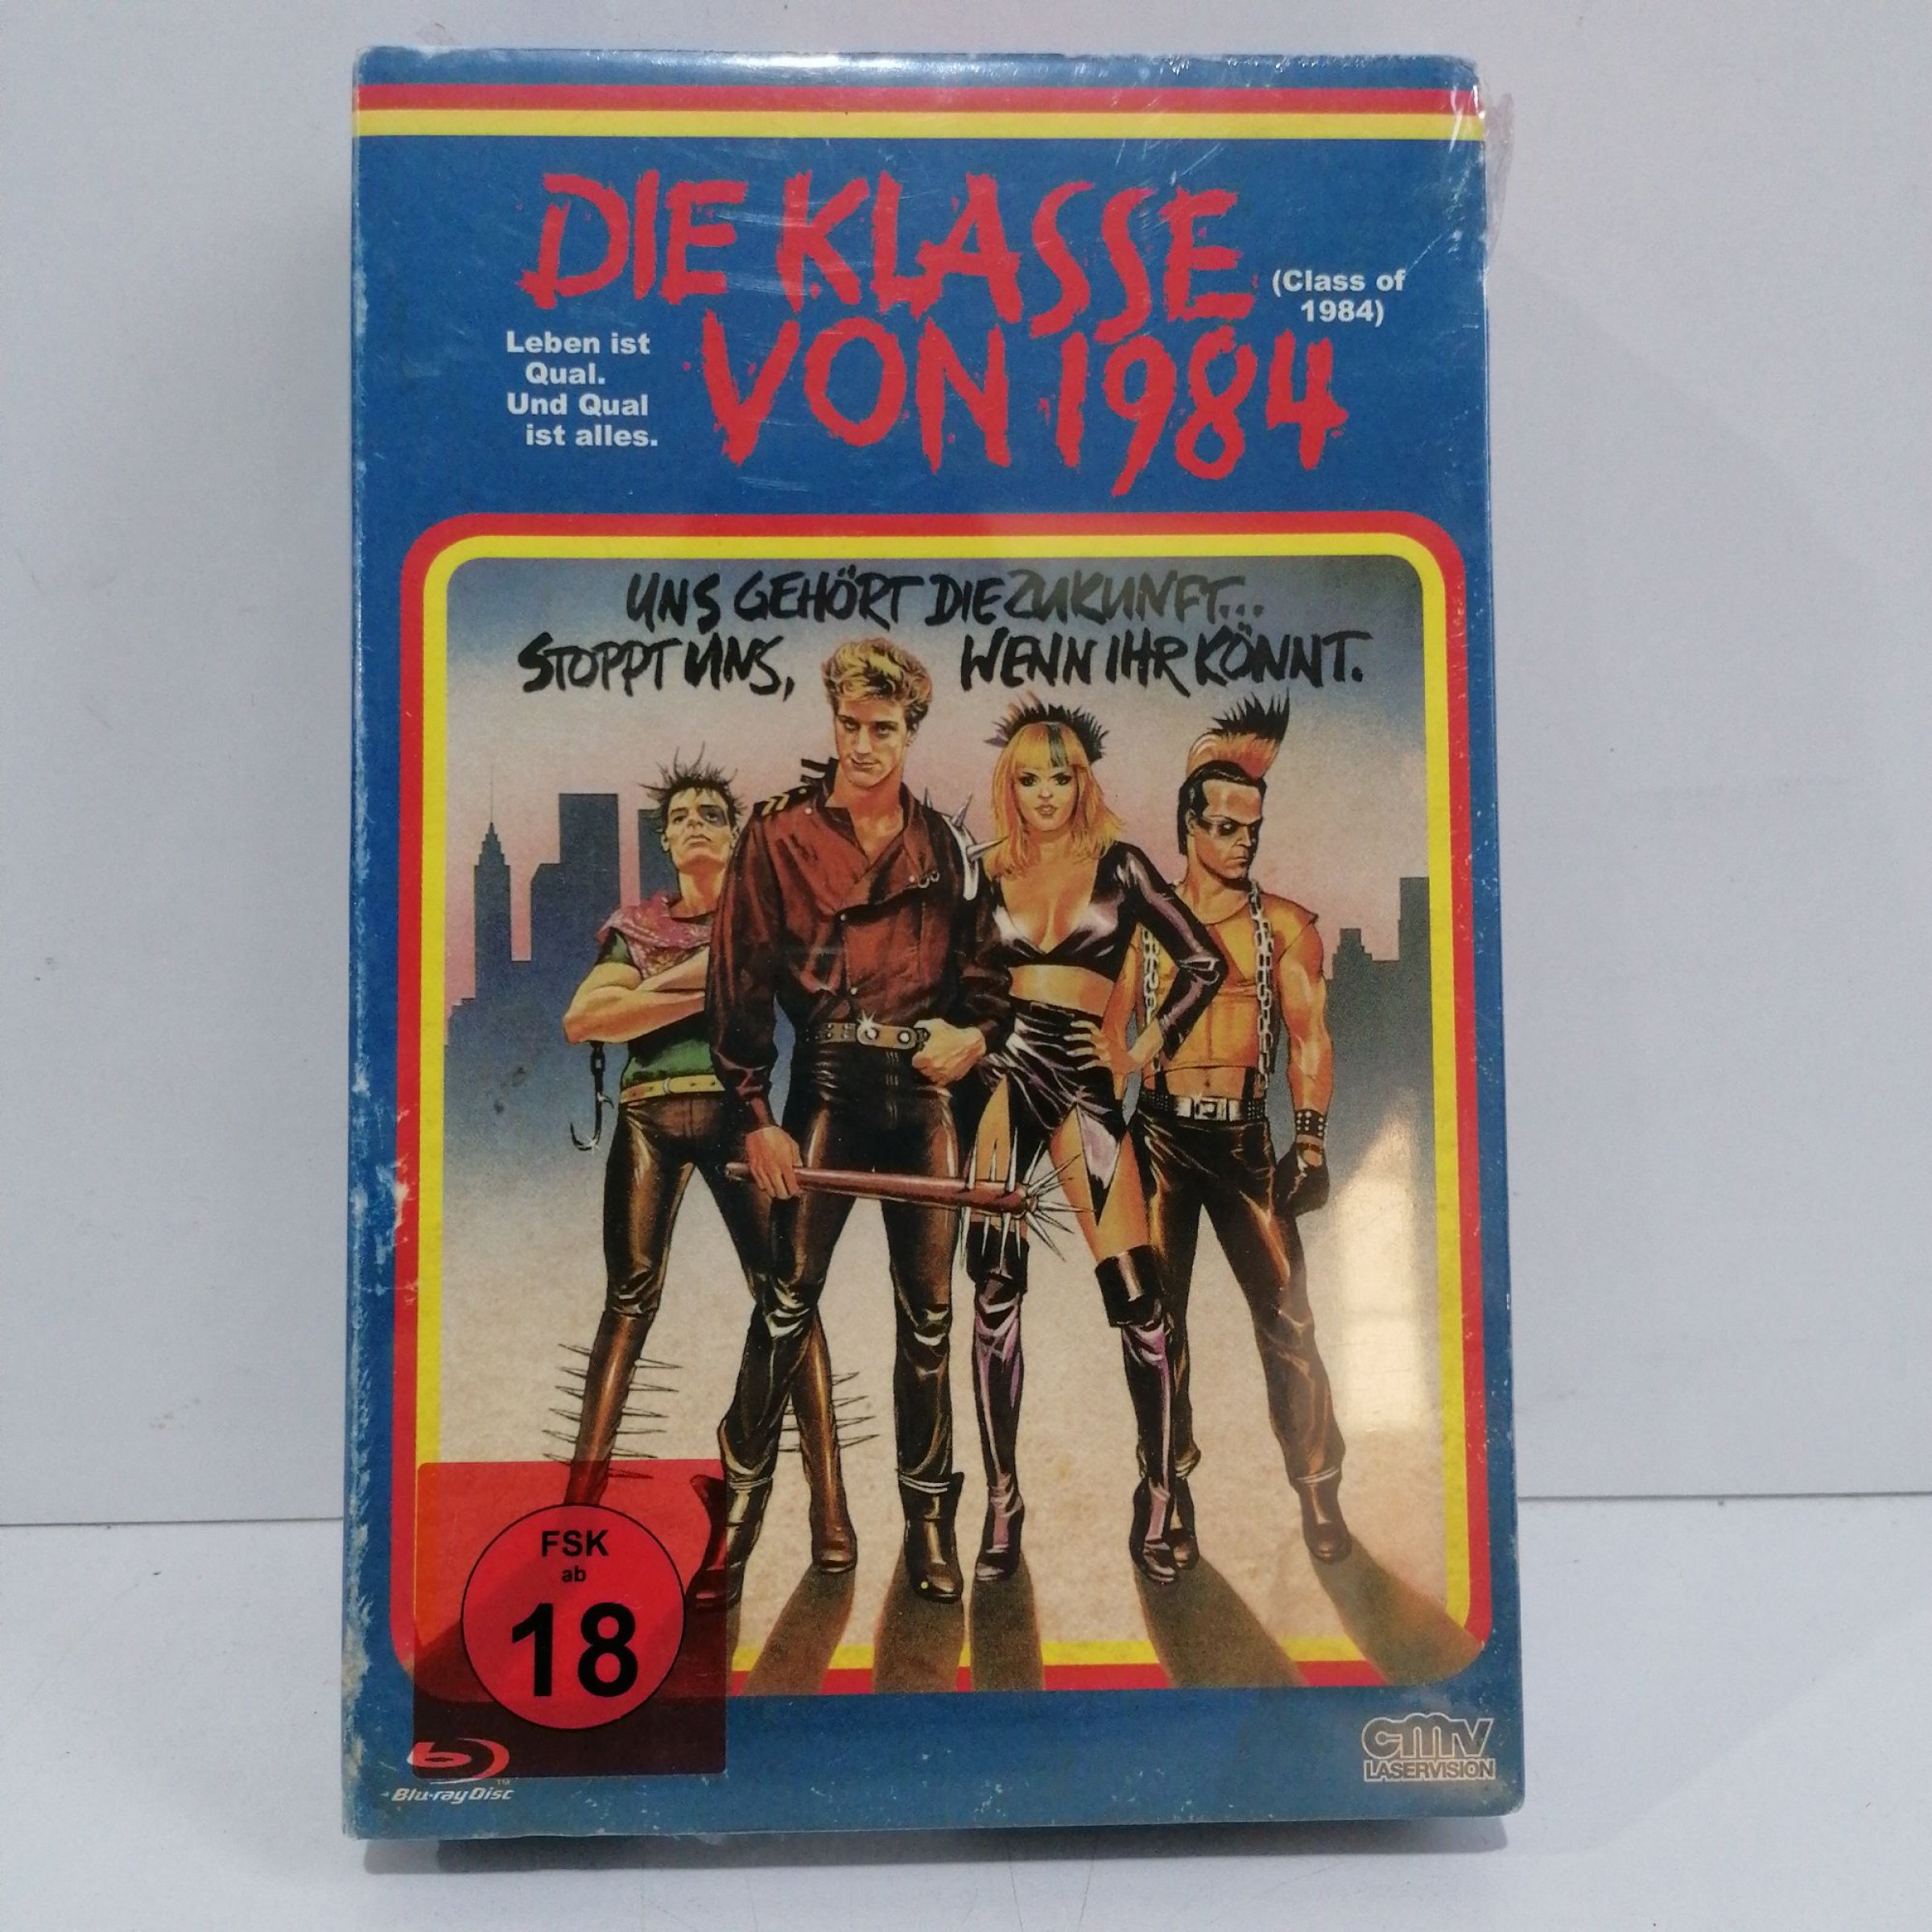 DIE KLASSE
(Class of
1984)
VON 1984
Leben ist
Qual.
Und Qual
ist alles.
UNS GEHÖRT DIE ZUKUNFT...
STOPPT UNS, WENN IHR KÖNNT.
FSK
ab
18
Blu-ray Disc
TM
cmv
LASERVISION